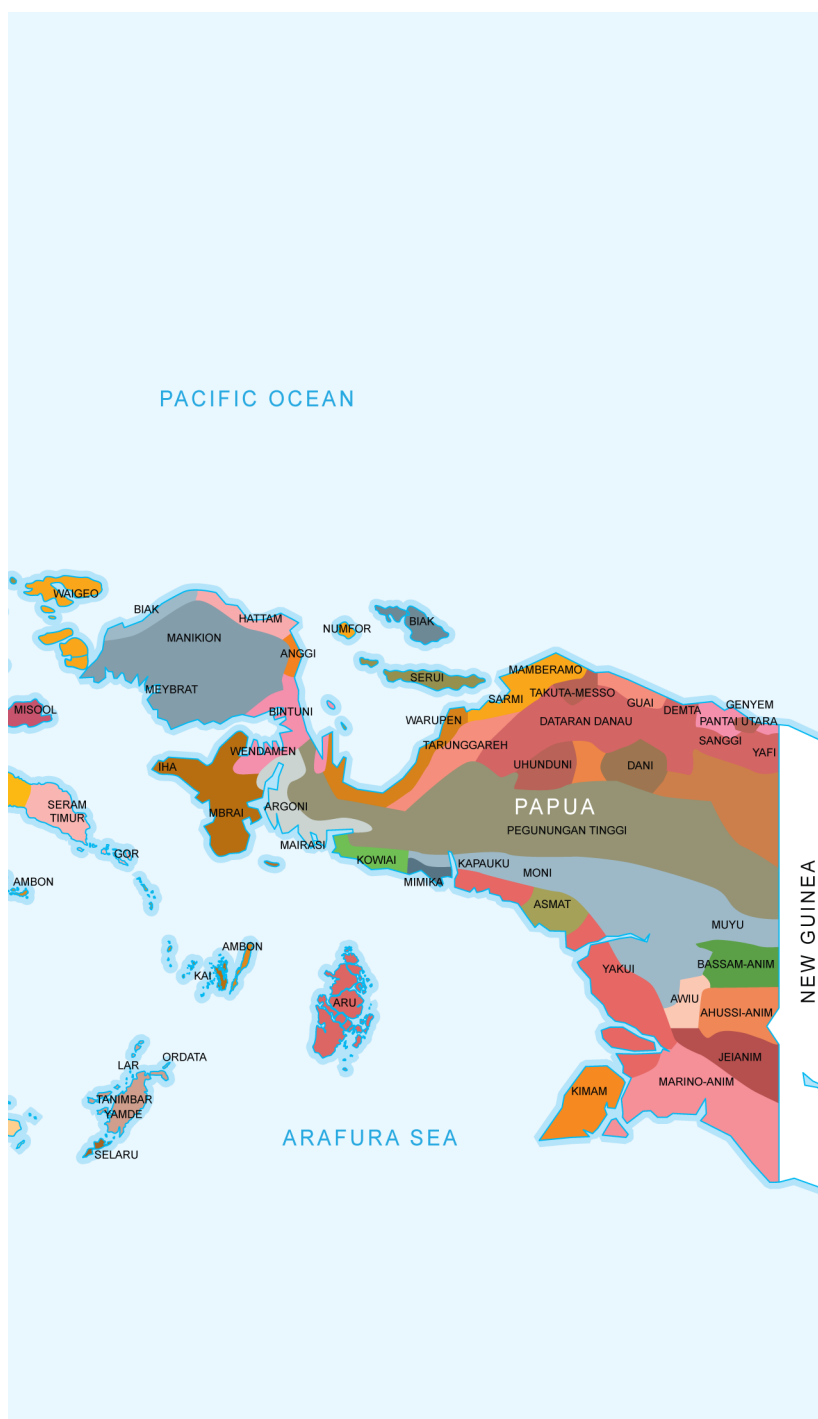 PACIFIC OCEAN
WAIGEO
BIAK
HATTAM
NUMFOR
BIAK
MANIKION
ANGGI
MAMBERAMO
SERUI
MEYBRAT
TAKUTA-MESSO
SARMI
GUAI
GENYEM
MISOOL
BINTUNI
DEMTA
WARUPEN
DATARAN DANAU
PANTAI UTARA
TARUNGGAREH
SANGGI
WENDAMEN
YAFI
IHA
UHUNDUNI
DANI
SERAM
TIMUR
ARGONI
PAPUA
MBRAI
PEGUNUNGAN TINGGI
MAIRASI
GOR
KOWIAI
KAPAUKU
MONI
AMBON
MIMIKA
ASMAT
NEW GUINEA
MUYU
AMBON
BASSAM-ANIM
KAI
YAKUI
ARU
AWIU
AHUSSI-ANIM
ORDATA
JEIANIM
LAR
MARINO-ANIM
KIMAM
TANIMBAR
YAMDE
ARAFURA SEA
SELARU